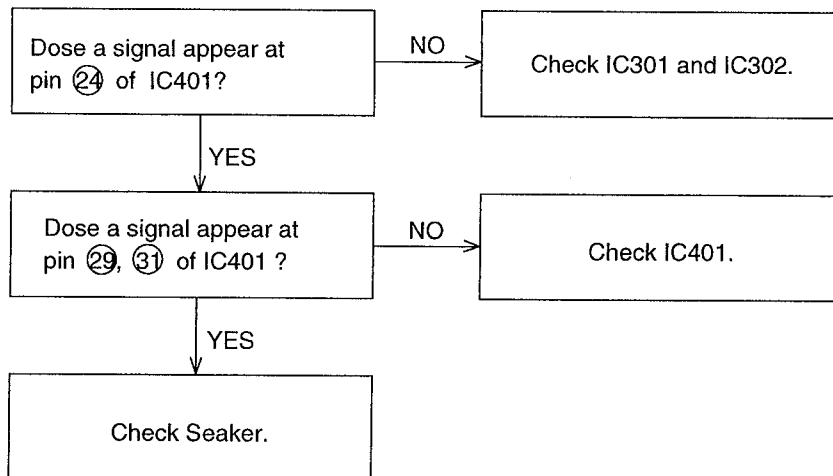 Dose a signal appear at
pin 24 of IC401?
NO
Check IC301 and IC302.
YES
Dose a signal appear at
pin 29, 31 of IC401 ?
NO
Check IC401.
YES
Check Seaker.